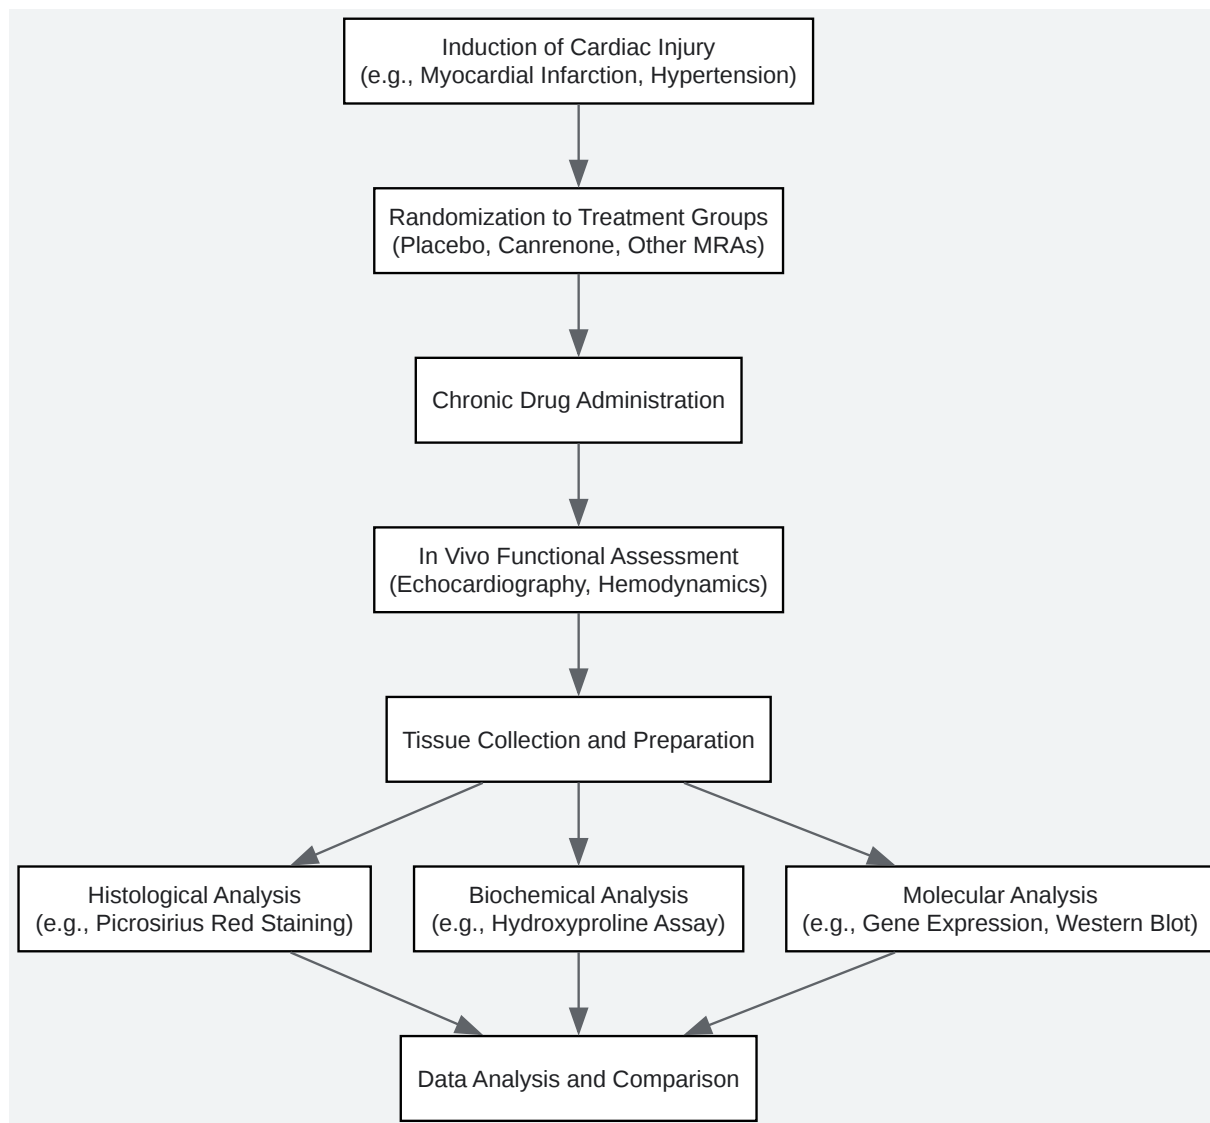 Induction of Cardiac Injury
(e.g., Myocardial Infarction, Hypertension)
Randomization to Treatment Groups
(Placebo, Canrenone, Other MRAs)
Chronic Drug Administration
In Vivo Functional Assessment
(Echocardiography, Hemodynamics)
Tissue Collection and Preparation
Histological Analysis
(e.g., Picrosirius Red Staining)
Biochemical Analysis
(e.g., Hydroxyproline Assay)
Molecular Analysis
(e.g., Gene Expression, Western Blot)
Data Analysis and Comparison